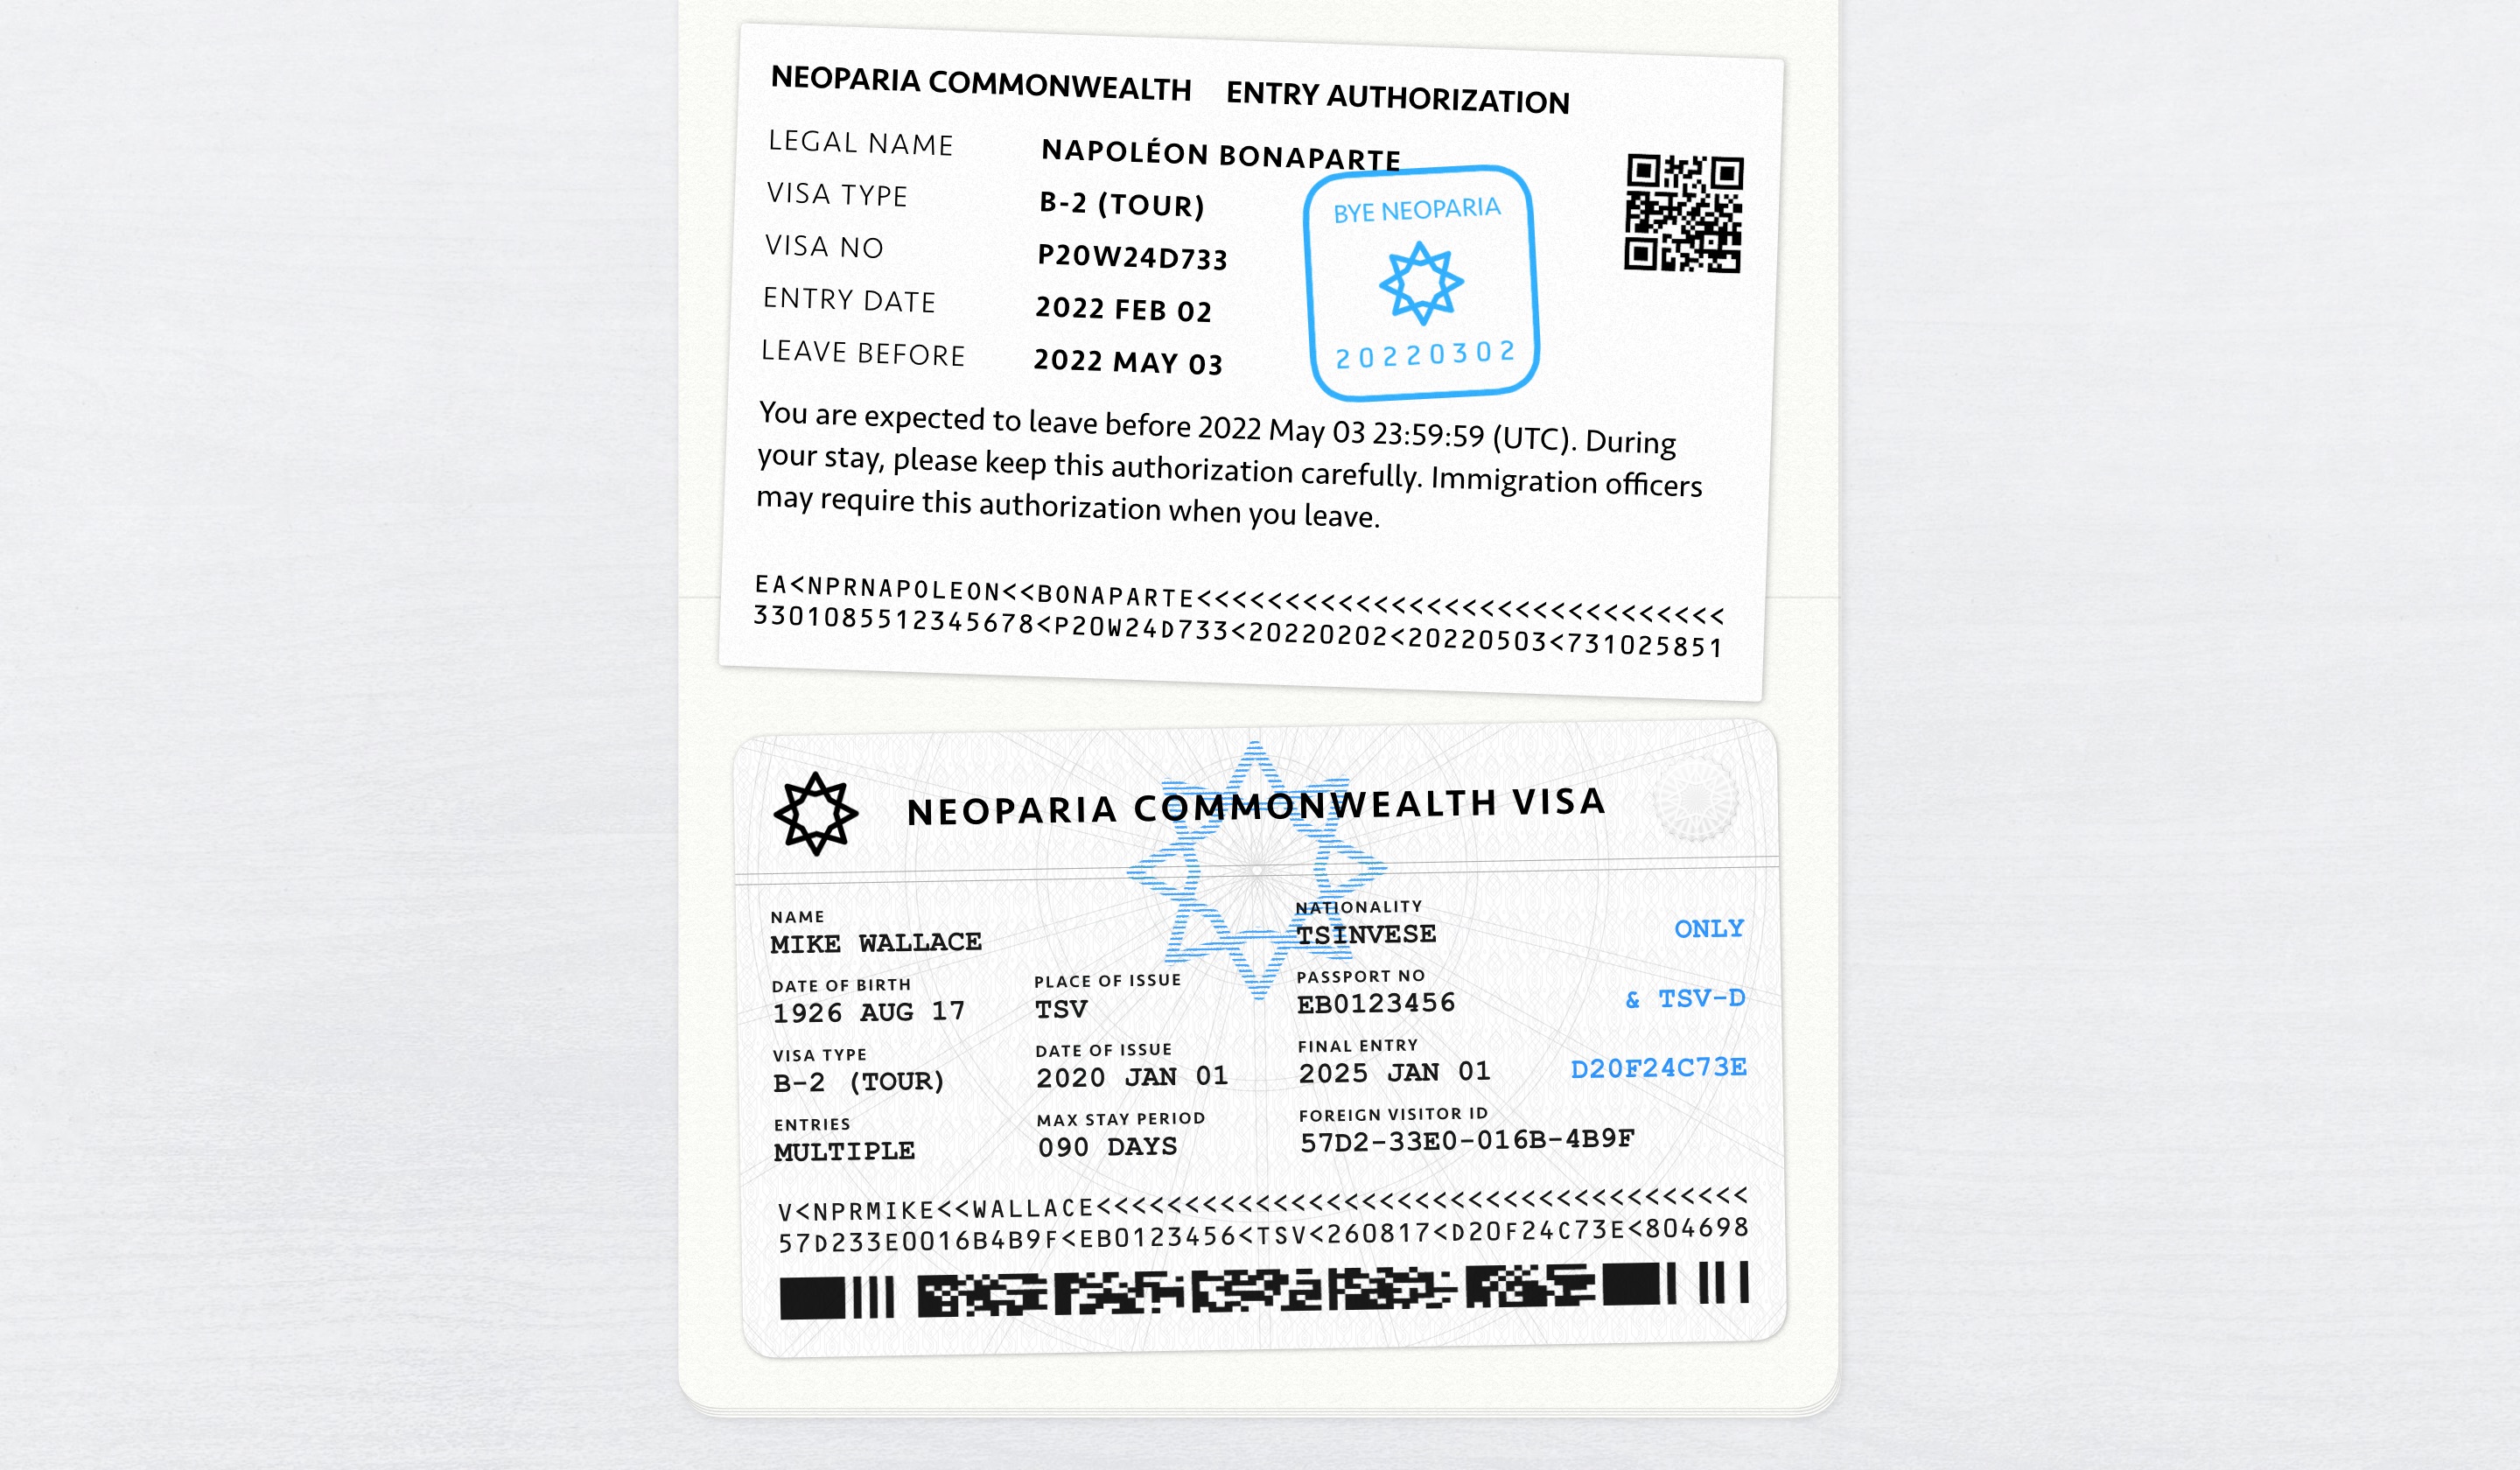 NEOPARIA COMMONWEALTH ENTRY AUTHORIZATION
LEGAL NAME NAPOLÉON BONAPARTE
VISA TYPE B-2 (TOUR)
VISA NO P20W24D733
ENTRY DATE 2022 FEB 02
LEAVE BEFORE 2022 MAY 03
BYE NEOPARIA
20220302
You are expected to leave before 2022 May 03 23:59:59 (UTC). During
your stay, please keep this authorization carefully. Immigration officers
may require this authorization when you leave.
EA<NPRNAPOLEON<<BONAPARTE<<<<<<<<<<<<<<<<<<<<<<<<<<<<<<
3301085512345678<P20W24D733<20220202<20220503<731025851
NEOPARIA COMMONWEALTH VISA
NAME NATIONALITY
MIKE WALLACE TSINVESE ONLY
DATE OF BIRTH PLACE OF ISSUE PASSPORT NO
1926 AUG 17 TSV EB0123456 & TSV-D
VISA TYPE DATE OF ISSUE FINAL ENTRY
B-2 (TOUR) 2020 JAN 01 2025 JAN 01 D20F24C73E
ENTRIES MAX STAY PERIOD FOREIGN VISITOR ID
MULTIPLE 090 DAYS 57D2-33E0-016B-4B9F
V<NPRMIKE<<WALLACE<<<<<<<<<<<<<<<<<<<<<<<<<<<<<<<<<<<<<
57D233E0016B4B9F<EB0123456<TSV<260817<D20F24C73E<804698